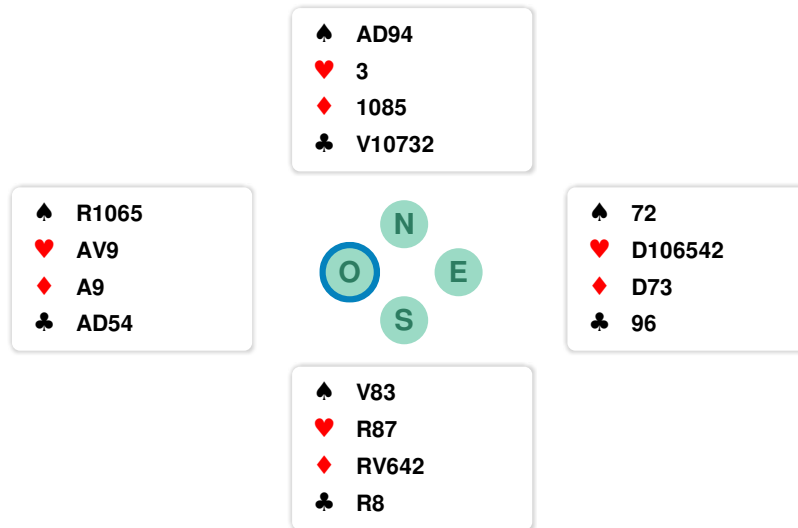 ♠ AD94
♥ 3
♦ 1085
♣ V10732
♠ R1065
♥ AV9
♦ A9
♣ AD54
N
O
E
S
♠ 72
♥ D106542
♦ D73
♣ 96
♠ V83
♥ R87
♦ RV642
♣ R8